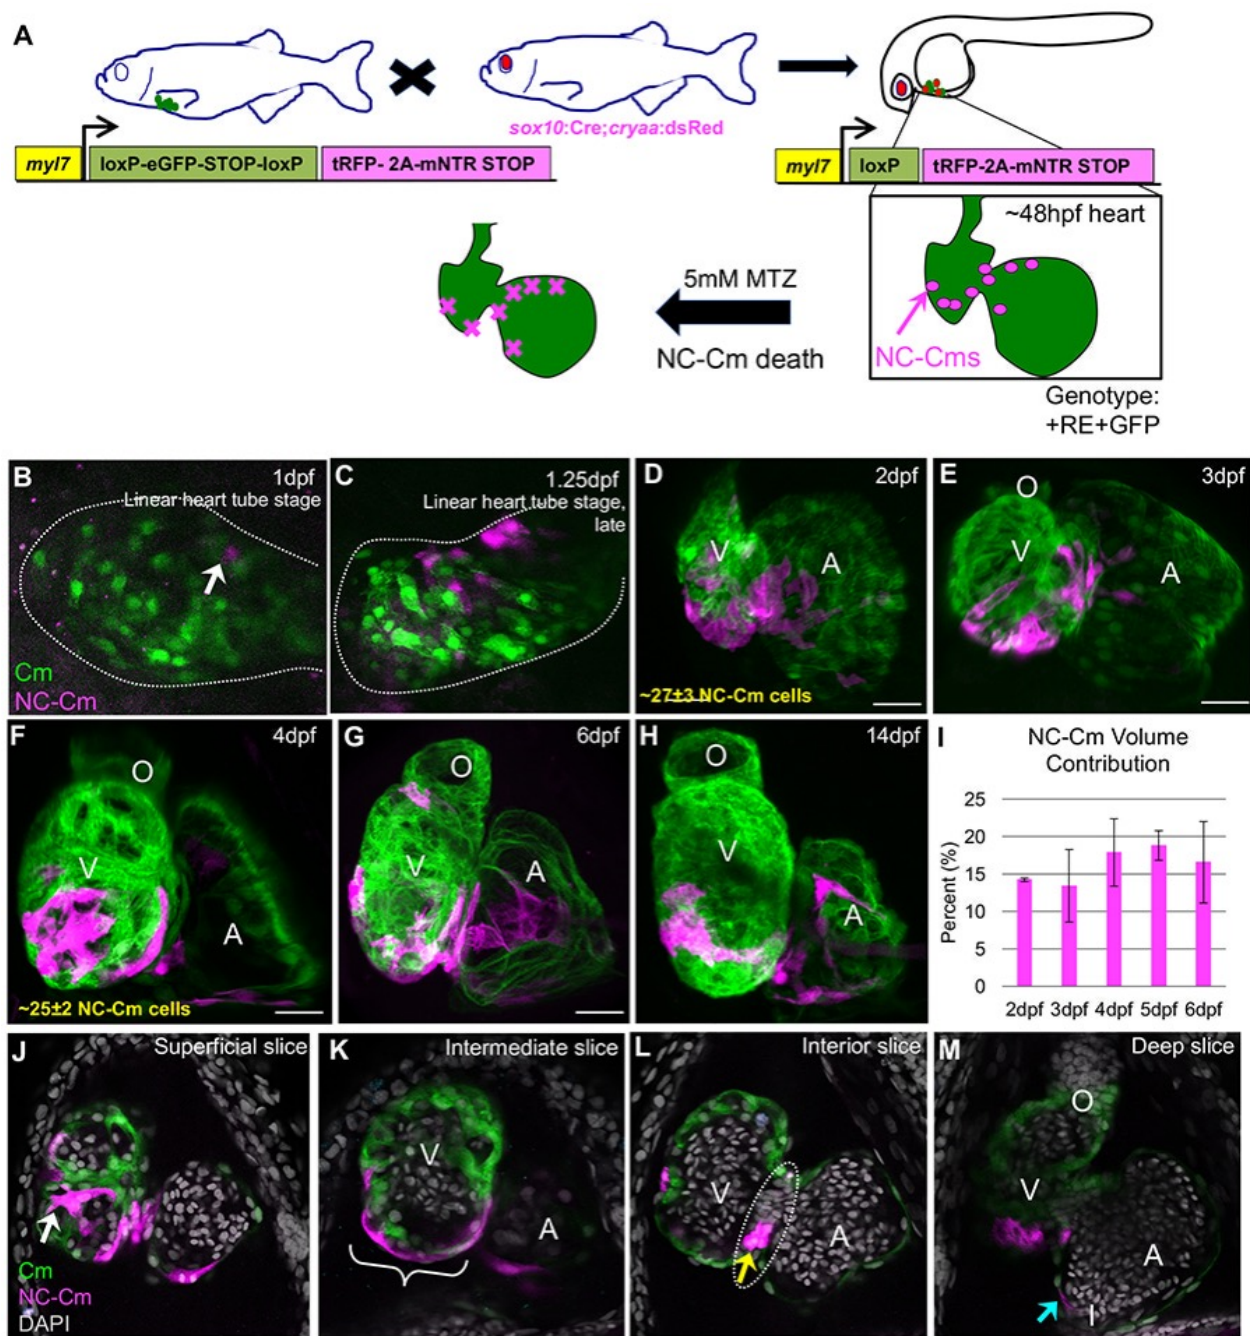 A
sox10:Cre;cryaa:dsRed
myl7
loxP-eGFP-STOP-loxP
tRFP- 2A-mNTR STOP
myl7
loxP
tRFP-2A-mNTR STOP
~48hpf heart
5mM MTZ
NC-Cm death
NC-Cms
Genotype:
+RE+GFP
B
1dpf
Linear heart tube stage
Cm
NC-Cm
C
1.25dpf
Linear heart tube stage,
late
D
2dpf
V
A
~27±3 NC-Cm cells
E
3dpf
O
V
A
F
4dpf
O
V
A
~25±2 NC-Cm cells
G
6dpf
O
V
A
H
14dpf
O
V
A
I
NC-Cm Volume
Contribution
Percent (%)
25
20
15
10
5
0
2dpf 3dpf 4dpf 5dpf 6dpf
J
Superficial slice
Cm
NC-Cm
DAPI
K
Intermediate slice
V
A
L
Interior slice
V
A
M
Deep slice
O
V
A
I